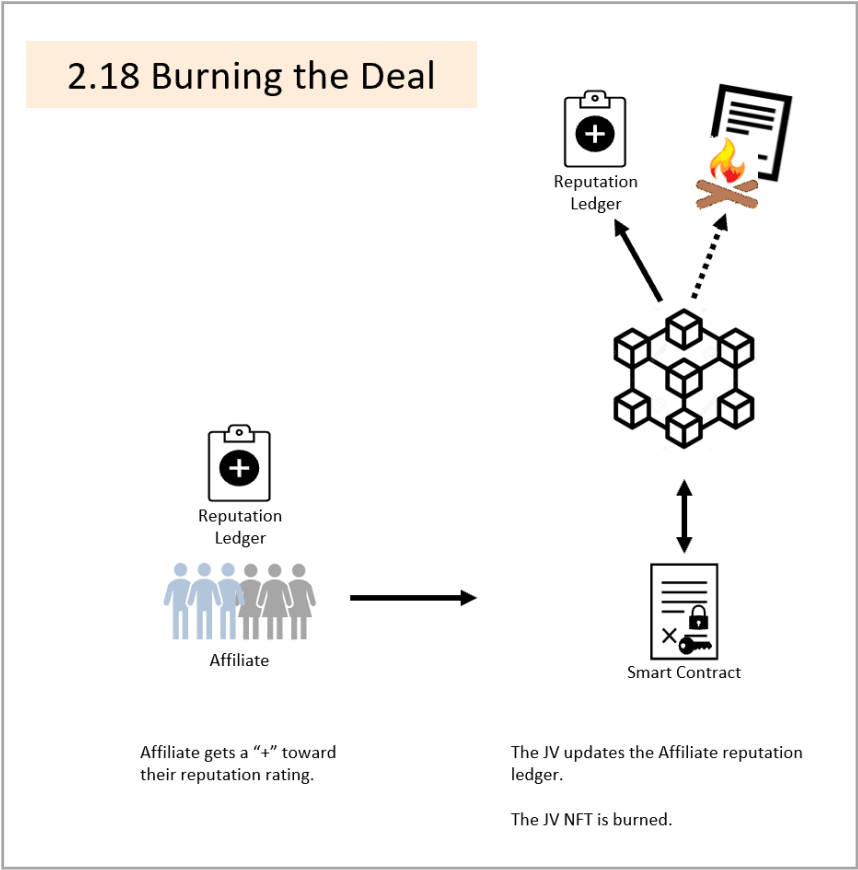 2.18 Burning the Deal
Reputation
Ledger
Reputation
Ledger
Affiliate
Smart Contract
Affiliate gets a “+” toward
their reputation rating.
The JV updates the Affiliate reputation
ledger.
The JV NFT is burned.